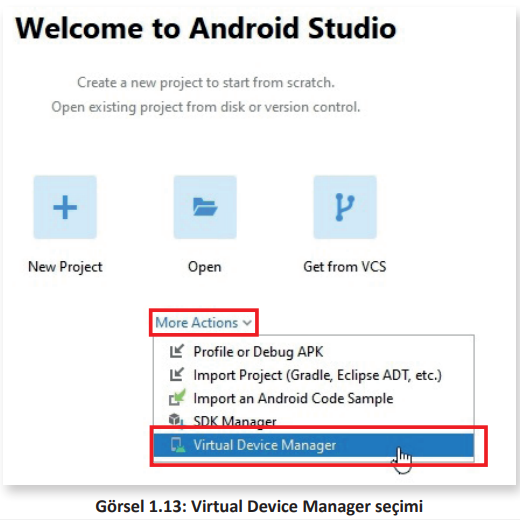 Welcome to Android Studio
Create a new project to start from scratch.
Open existing project from disk or version control.
New Project
Open
Get from VCS
More Actions
Profile or Debug APK
Import Project (Gradle, Eclipse ADT, etc.)
Import an Android Code Sample
SDK Manager
Virtual Device Manager
Görsel 1.13: Virtual Device Manager seçimi